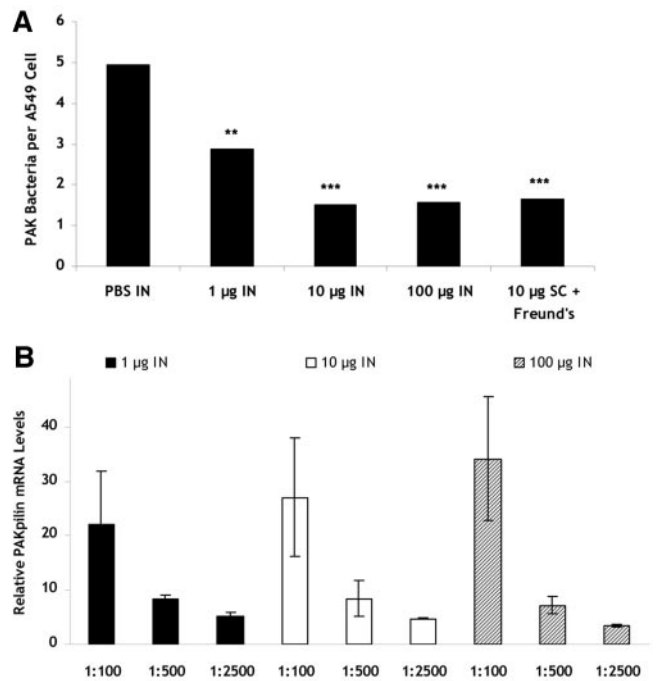 A
PAK Bacteria per A549 Cell
6
5
4
3
2
1
0
**
***
***
***
PBS IN
1 µg IN
10 µg IN
100 µg IN
10 µg SC +
Freund's
B
1 µg IN
10 µg IN
100 µg IN
Relative PAKpilin mRNA Levels
40
30
20
10
0
1:100
1:500
1:2500
1:100
1:500
1:2500
1:100
1:500
1:2500